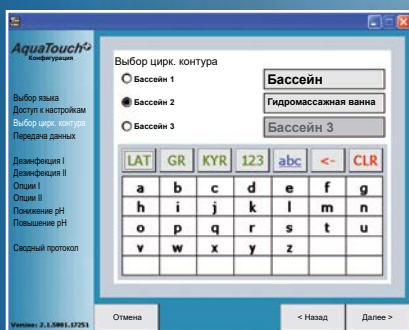 AquaTouch
Конфигурация
Выбор языка
Доступ к настройкам
Выбор цирк. контура
Передача данных
Дезинфекция I
Дезинфекция II
Опции I
Опции II
Понижение pH
Повышение pH
Сводный протокол
Version: 2.1.5001.17251
Выбор цирк. контура
Бассейн 1 Бассейн
Бассейн 2 Гидромассажная ванна
Бассейн 3 Бассейн 3
LAT GR KYR 123 abc <- CLR
a b c d e f g
h i j k l m n
o p q r s t u
v w x y z
Отмена < Назад Далее >